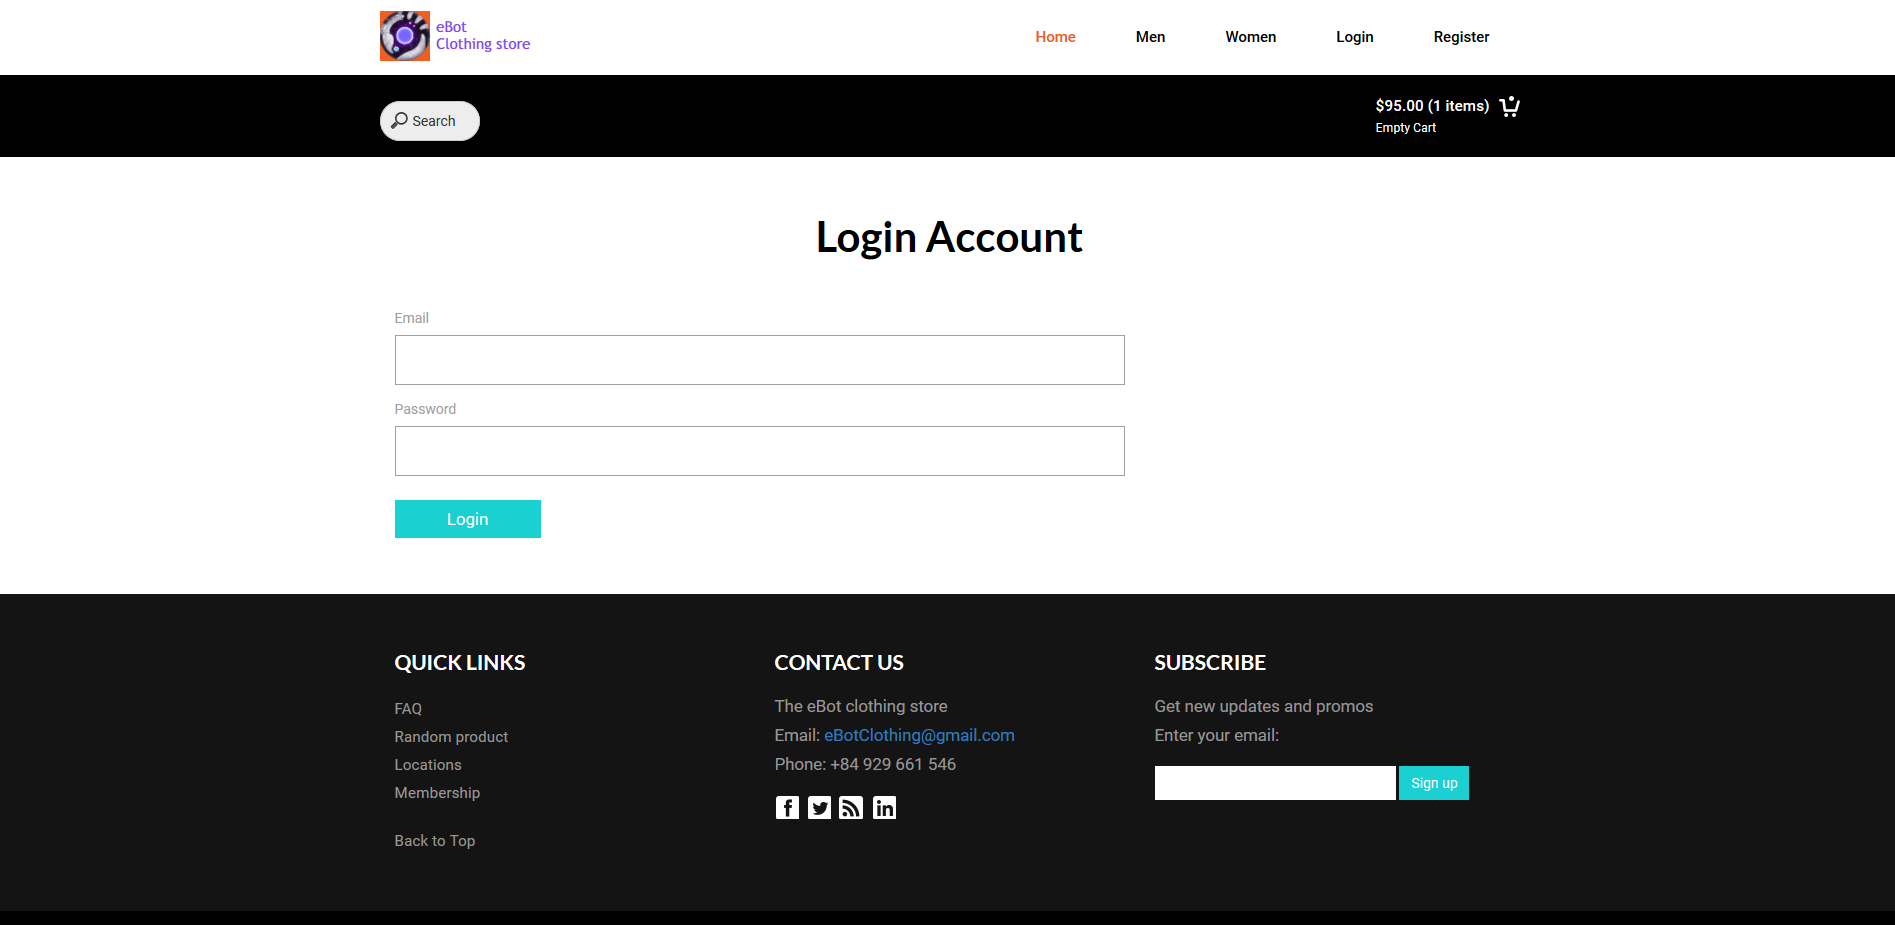 eBot
Clothing store
Home Men Women Login Register
Search
$95.00 (1 items)
Empty Cart
Login Account
Email
Password
Login
QUICK LINKS
FAQ
Random product
Locations
Membership
Back to Top
CONTACT US
The eBot clothing store
Email: eBotClothing@gmail.com
Phone: +84 929 661 546
f in
SUBSCRIBE
Get new updates and promos
Enter your email:
Sign up